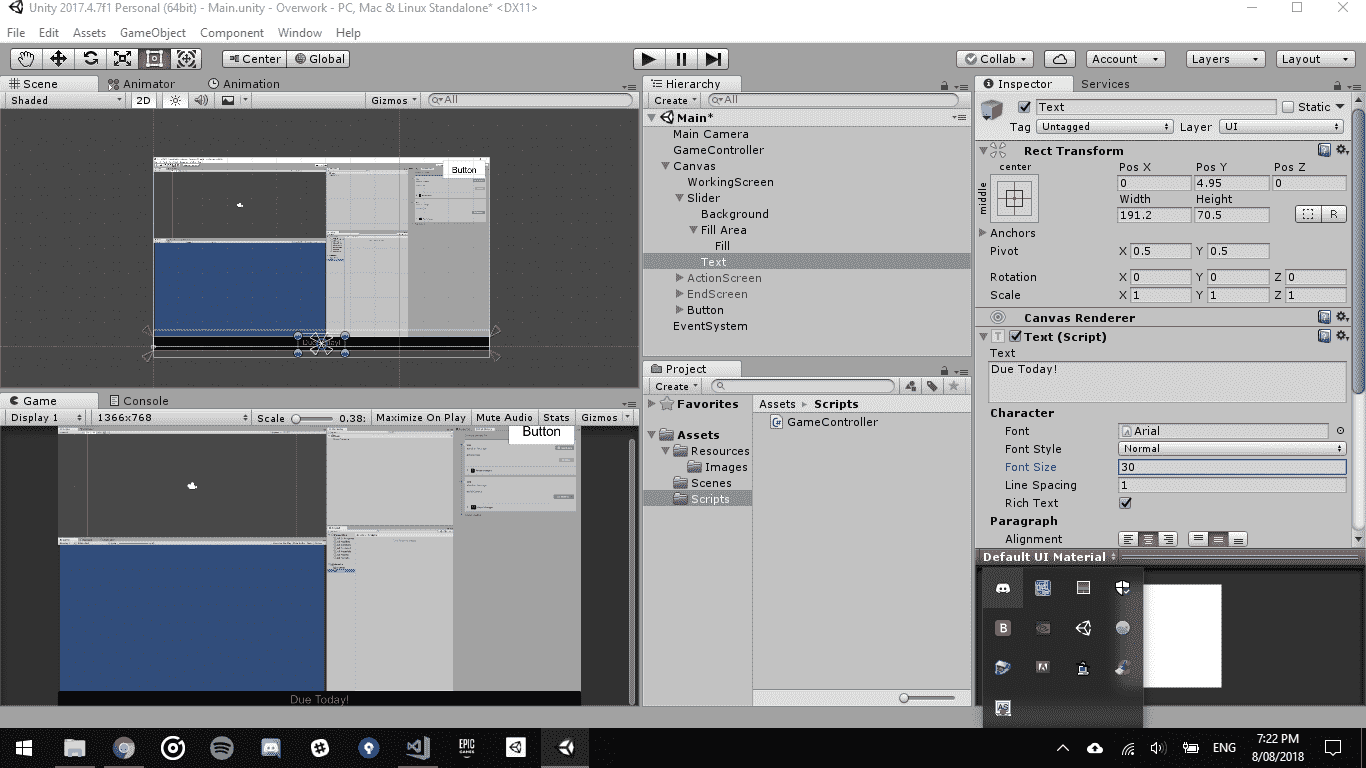 Unity 2017.4.7f1 Personal (64bit) - Main.unity - Overwork - PC, Mac & Linux Standalone* <DX11>
File Edit Assets GameObject Component Window Help
Center Global
Collab Account Layers Layout
Scene Animator Animation
Shaded 2D Gizmos All
Button
Due Today!
Game Console
Display 1 1366x768 Scale 0.38: Maximize On Play Mute Audio Stats Gizmos
Button
Due Today!
Hierarchy
Create All
Main*
Main Camera
GameController
Canvas
WorkingScreen
Slider
Background
Fill Area
Fill
Text
ActionScreen
EndScreen
Button
EventSystem
Project
Create
Favorites
Assets
Resources
Images
Scenes
Scripts
Assets Scripts
GameController
Inspector Services
Text Static
Tag Untagged Layer UI
Rect Transform
center Pos X Pos Y Pos Z
middle 0 4.95 0
Width Height
191.2 70.5 R
Anchors
Pivot X 0.5 Y 0.5
Rotation X 0 Y 0 Z 0
Scale X 1 Y 1 Z 1
Canvas Renderer
Text (Script)
Text
Due Today!
Character
Font Arial
Font Style Normal
Font Size 30
Line Spacing 1
Rich Text
Paragraph
Alignment
Default UI Material
B
AS
EPIC GAMES
ENG
7:22 PM
8/08/2018